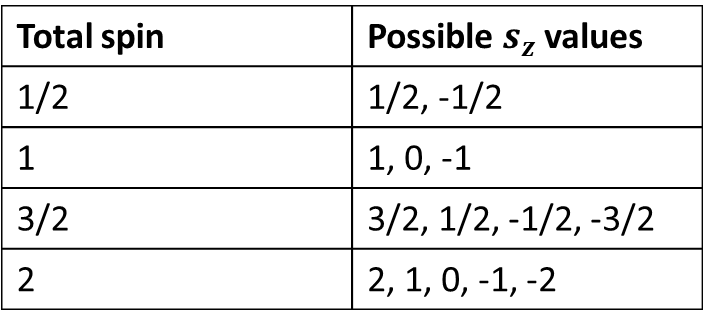 Total spin Possible s_z values
1/2 1/2, -1/2
1 1, 0, -1
3/2 3/2, 1/2, -1/2, -3/2
2 2, 1, 0, -1, -2